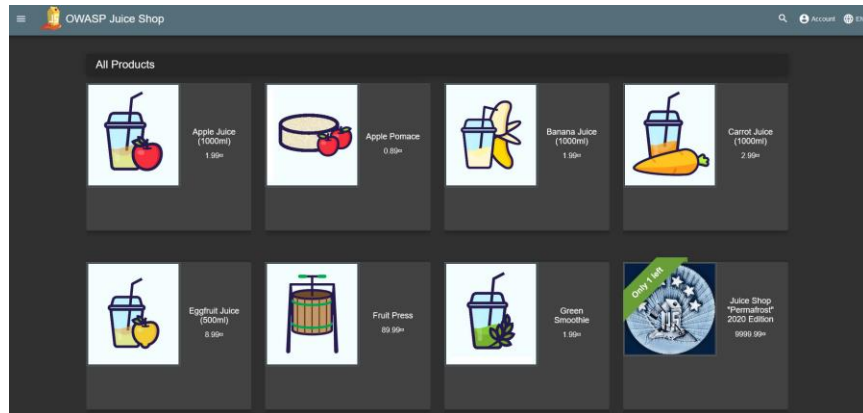 OWASP Juice Shop
Account
EN
All Products
Apple Juice
(1000ml)
1.99¤
Apple Pomace
0.89¤
Banana Juice
(1000ml)
1.99¤
Carrot Juice
(1000ml)
2.99¤
Eggfruit Juice
(500ml)
8.99¤
Fruit Press
89.99¤
Green
Smoothie
1.99¤
Only 1 left
Juice Shop
"Permafrost"
2020 Edition
9999.99¤